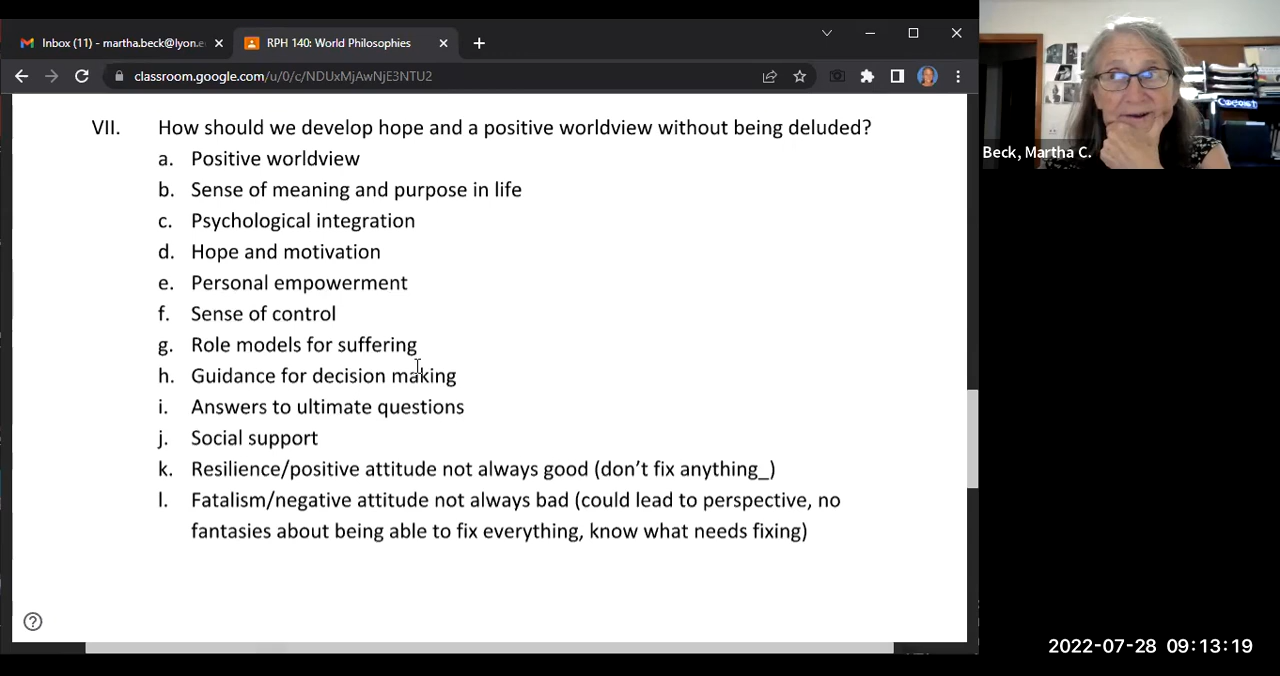 Inbox (11) - martha.beck@lyon.e
RPH 140: World Philosophies
classroom.google.com/u/0/c/NDUxMjAwNjE3NTU2
VII. How should we develop hope and a positive worldview without being deluded?
a. Positive worldview
b. Sense of meaning and purpose in life
c. Psychological integration
d. Hope and motivation
e. Personal empowerment
f. Sense of control
g. Role models for suffering
h. Guidance for decision making
i. Answers to ultimate questions
j. Social support
k. Resilience/positive attitude not always good (don’t fix anything_)
l. Fatalism/negative attitude not always bad (could lead to perspective, no
fantasies about being able to fix everything, know what needs fixing)
Coexist
Beck, Martha C.
2022-07-28 09:13:19